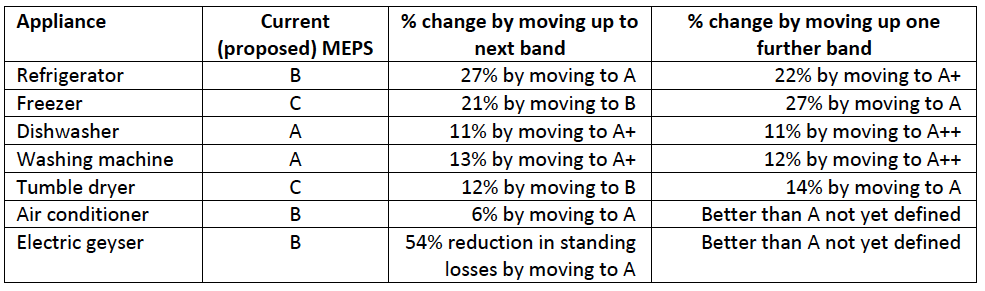 Appliance
Current
(proposed) MEPS
% change by moving up to
next band
% change by moving up one
further band
Refrigerator
B
27% by moving to A
22% by moving to A+
Freezer
C
21% by moving to B
27% by moving to A
Dishwasher
A
11% by moving to A+
11% by moving to A++
Washing machine
A
13% by moving to A+
12% by moving to A++
Tumble dryer
C
12% by moving to B
14% by moving to A
Air conditioner
B
6% by moving to A
Better than A not yet defined
Electric geyser
B
54% reduction in standing
losses by moving to A
Better than A not yet defined